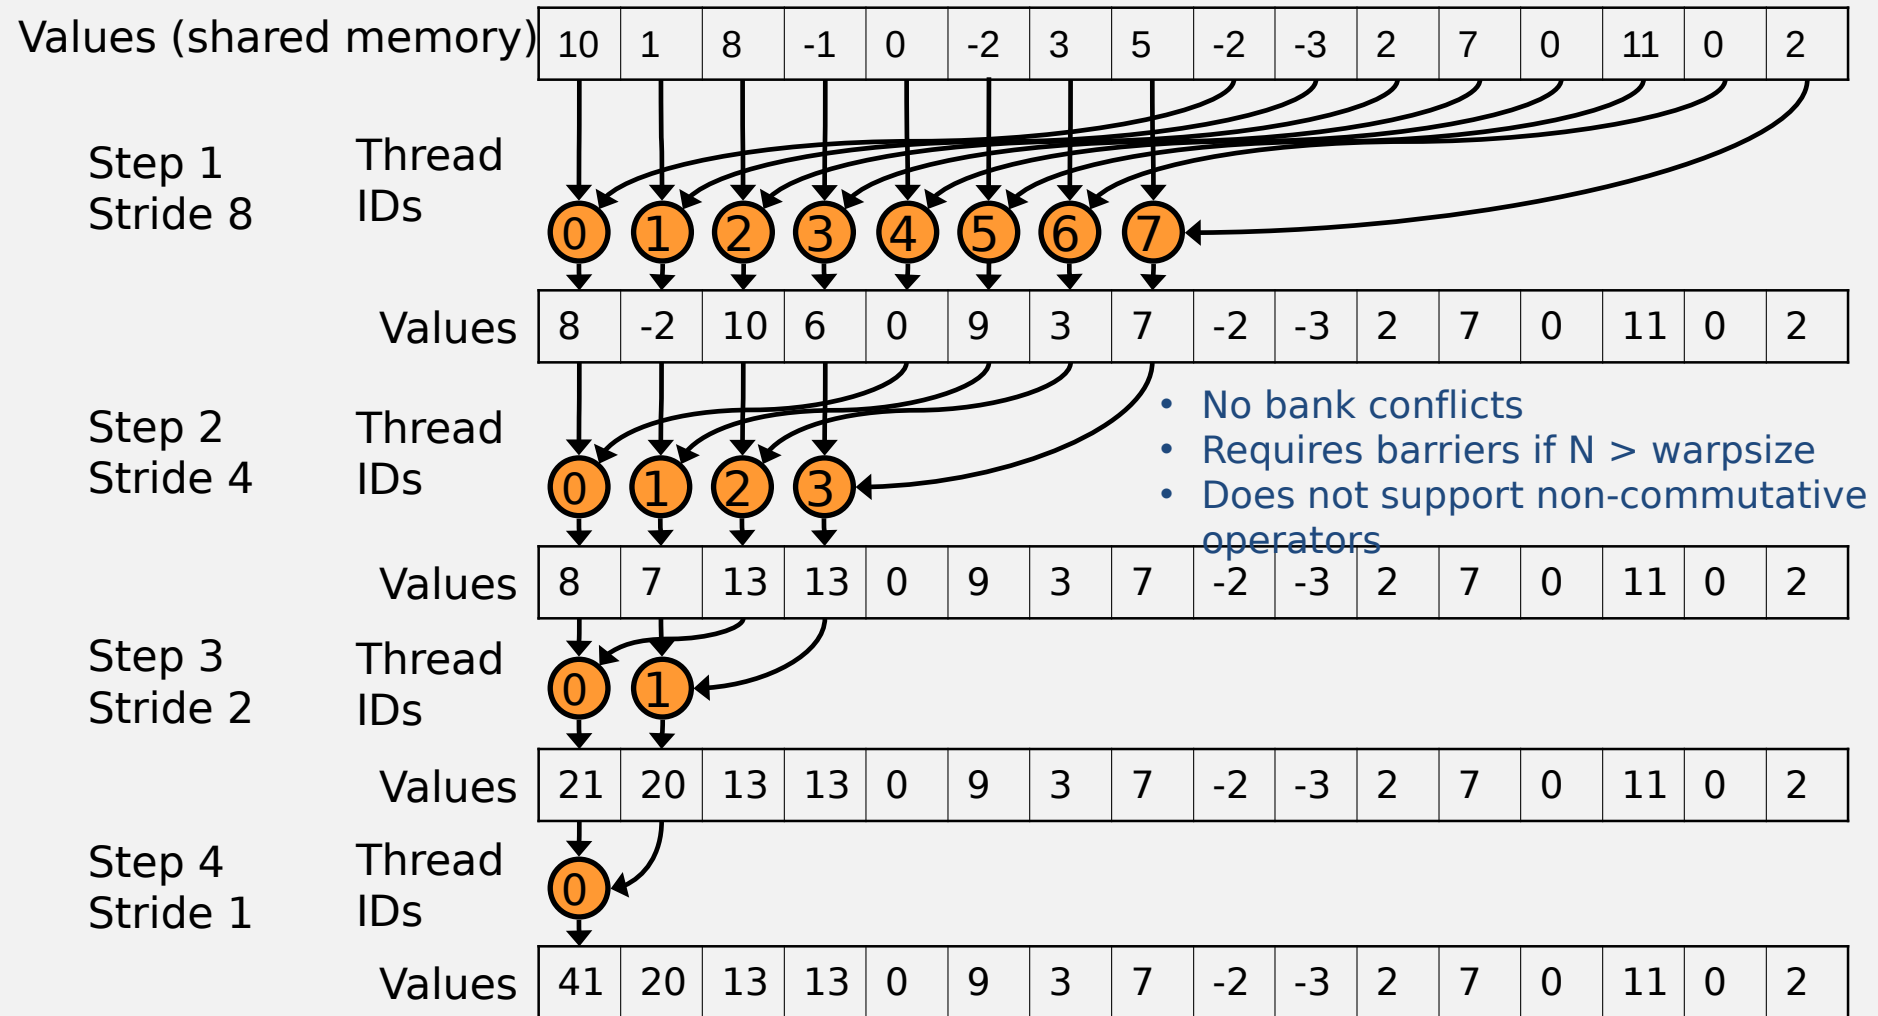 Values (shared memory) 10 1 8 -1 0 -2 3 5 -2 -3 2 7 0 11 0 2
Step 1 Thread
Stride 8 IDs
0 1 2 3 4 5 6 7
Values 8 -2 10 6 0 9 3 7 -2 -3 2 7 0 11 0 2
• No bank conflicts
• Requires barriers if N > warpsize
• Does not support non-commutative
operators
Step 2 Thread
Stride 4 IDs
0 1 2 3
Values 8 7 13 13 0 9 3 7 -2 -3 2 7 0 11 0 2
Step 3 Thread
Stride 2 IDs
0 1
Values 21 20 13 13 0 9 3 7 -2 -3 2 7 0 11 0 2
Step 4 Thread
Stride 1 IDs
0
Values 41 20 13 13 0 9 3 7 -2 -3 2 7 0 11 0 2